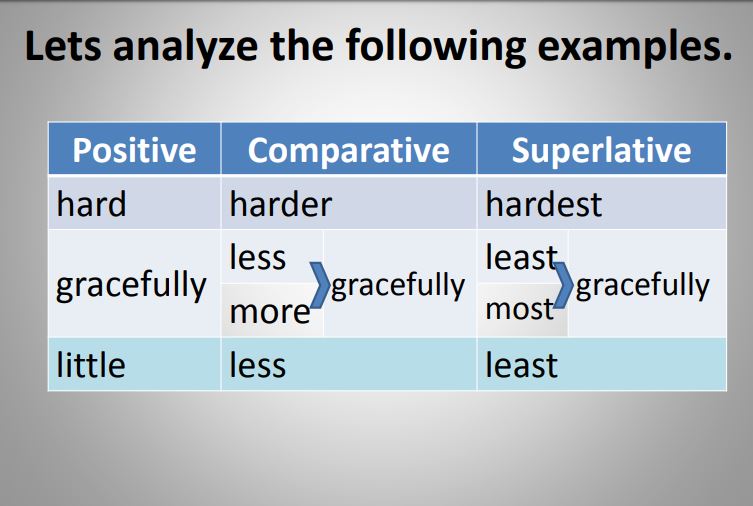 Lets analyze the following examples.
Positive Comparative Superlative
hard harder hardest
gracefully less more gracefully least most gracefully
little less least